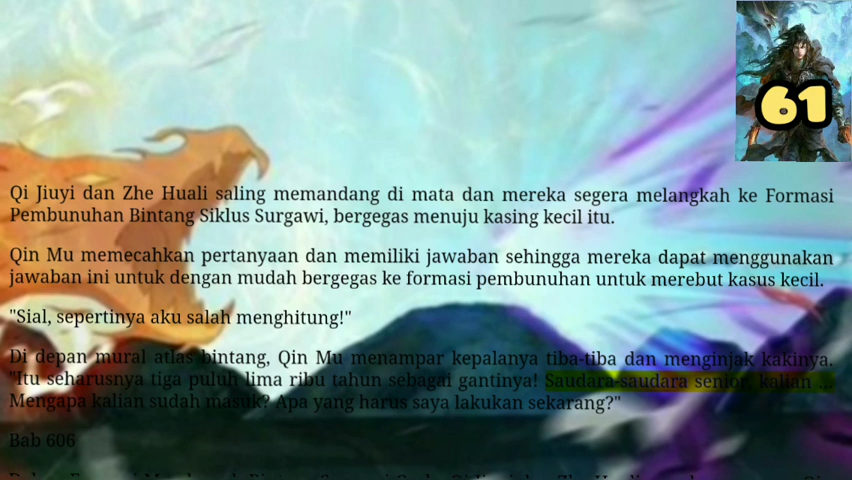 61
Qi Jiuyi dan Zhe Huali saling memandang di mata dan mereka segera melangkah ke Formasi
Pembunuhan Bintang Siklus Surgawi, bergegas menuju kasing kecil itu.
Qin Mu memecahkan pertanyaan dan memiliki jawaban sehingga mereka dapat menggunakan
jawaban ini untuk dengan mudah bergegas ke formasi pembunuhan untuk merebut kasus kecil.
"Sial, sepertinya aku salah menghitung!"
Di depan mural atlas bintang, Qin Mu menampar kepalanya tiba-tiba dan menginjak kakinya.
"Itu seharusnya tiga puluh lima ribu tahun sebagai gantinya! Saudara-saudara senior, kalian ...
Mengapa kalian sudah masuk? Apa yang harus saya lakukan sekarang?"
Bab 606